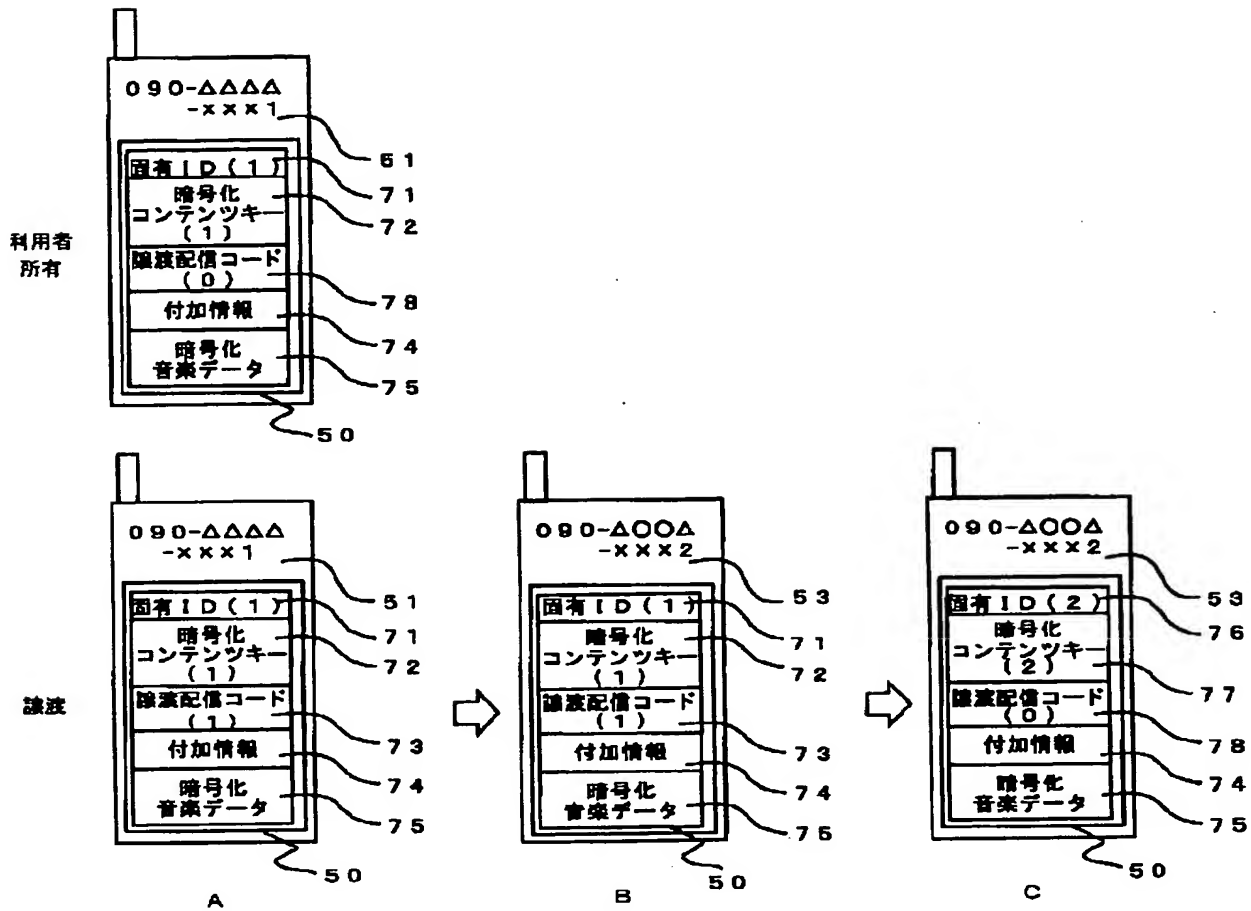 090-△△△△
-×××1
51
固有ID(1)
71
暗号化
コンテンツキー
(1)
72
譲渡配信コード
(0)
78
付加情報
74
暗号化
音楽データ
75
50
利用者
所有
譲渡
090-△△△△
-×××1
51
固有ID(1)
71
暗号化
コンテンツキー
(1)
72
譲渡配信コード
(1)
73
付加情報
74
暗号化
音楽データ
75
50
A
090-△○○△
-×××2
53
固有ID(1)
71
暗号化
コンテンツキー
(1)
72
譲渡配信コード
(1)
73
付加情報
74
暗号化
音楽データ
75
50
B
090-△○○△
-×××2
53
固有ID(2)
76
暗号化
コンテンツキー
(2)
77
譲渡配信コード
(0)
78
付加情報
74
暗号化
音楽データ
75
50
C